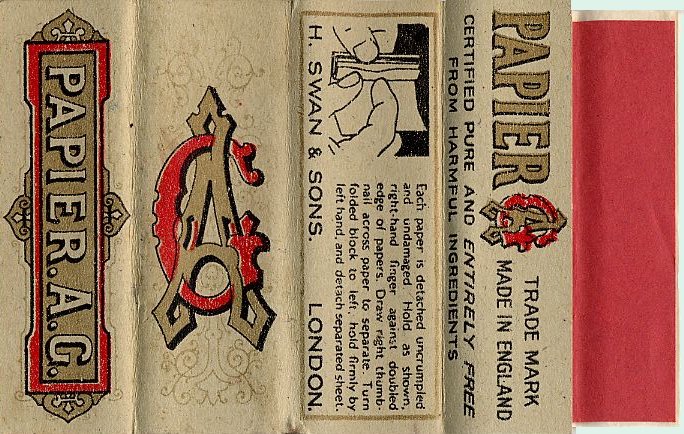 PAPIER
TRADE MARK
MADE IN ENGLAND
CERTIFIED PURE AND ENTIRELY FREE
FROM HARMFUL INGREDIENTS
Each paper is detached uncrumpled
and undamaged Hold as shown,
right-hand finger against doubled
edge of papers. Draw right thumb-
nail across paper to separate. Turn
folded block to left hold firmly by
left hand and detach separated sheet.
H. SWAN & SONS. LONDON.
AG
PAPIER.A.G.